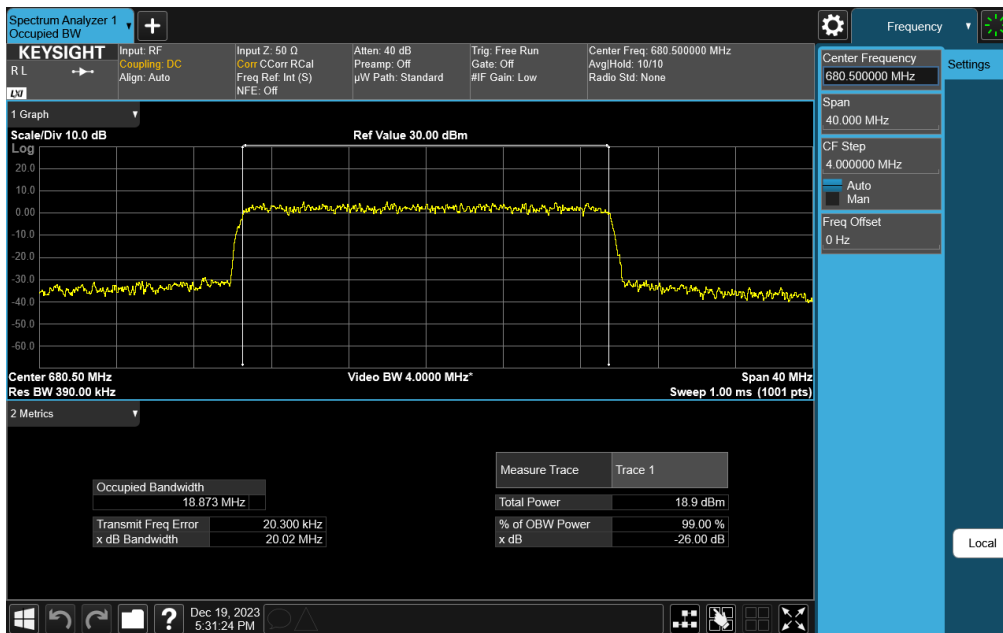 Spectrum Analyzer 1
Occupied BW
Frequency
KEYSIGHT
R L
LXI
Input: RF
Coupling: DC
Align: Auto
Input Z: 50 Ω
Corr CCorr RCal
Freq Ref: Int (S)
NFE: Off
Atten: 40 dB
Preamp: Off
µW Path: Standard
Trig: Free Run
Gate: Off
#IF Gain: Low
Center Freq: 680.500000 MHz
Avg|Hold: 10/10
Radio Std: None
Center Frequency
680.500000 MHz
Settings
Span
40.000 MHz
CF Step
4.000000 MHz
Auto
Man
Freq Offset
0 Hz
Local
1 Graph
Scale/Div 10.0 dB
Ref Value 30.00 dBm
Log
20.0
10.0
0.00
-10.0
-20.0
-30.0
-40.0
-50.0
-60.0
Center 680.50 MHz
Video BW 4.0000 MHz*
Span 40 MHz
Res BW 390.00 kHz
Sweep 1.00 ms (1001 pts)
2 Metrics
Measure Trace Trace 1
Occupied Bandwidth
18.873 MHz
Total Power 18.9 dBm
Transmit Freq Error 20.300 kHz
% of OBW Power 99.00 %
x dB Bandwidth 20.02 MHz
x dB -26.00 dB
?
Dec 19, 2023
5:31:24 PM